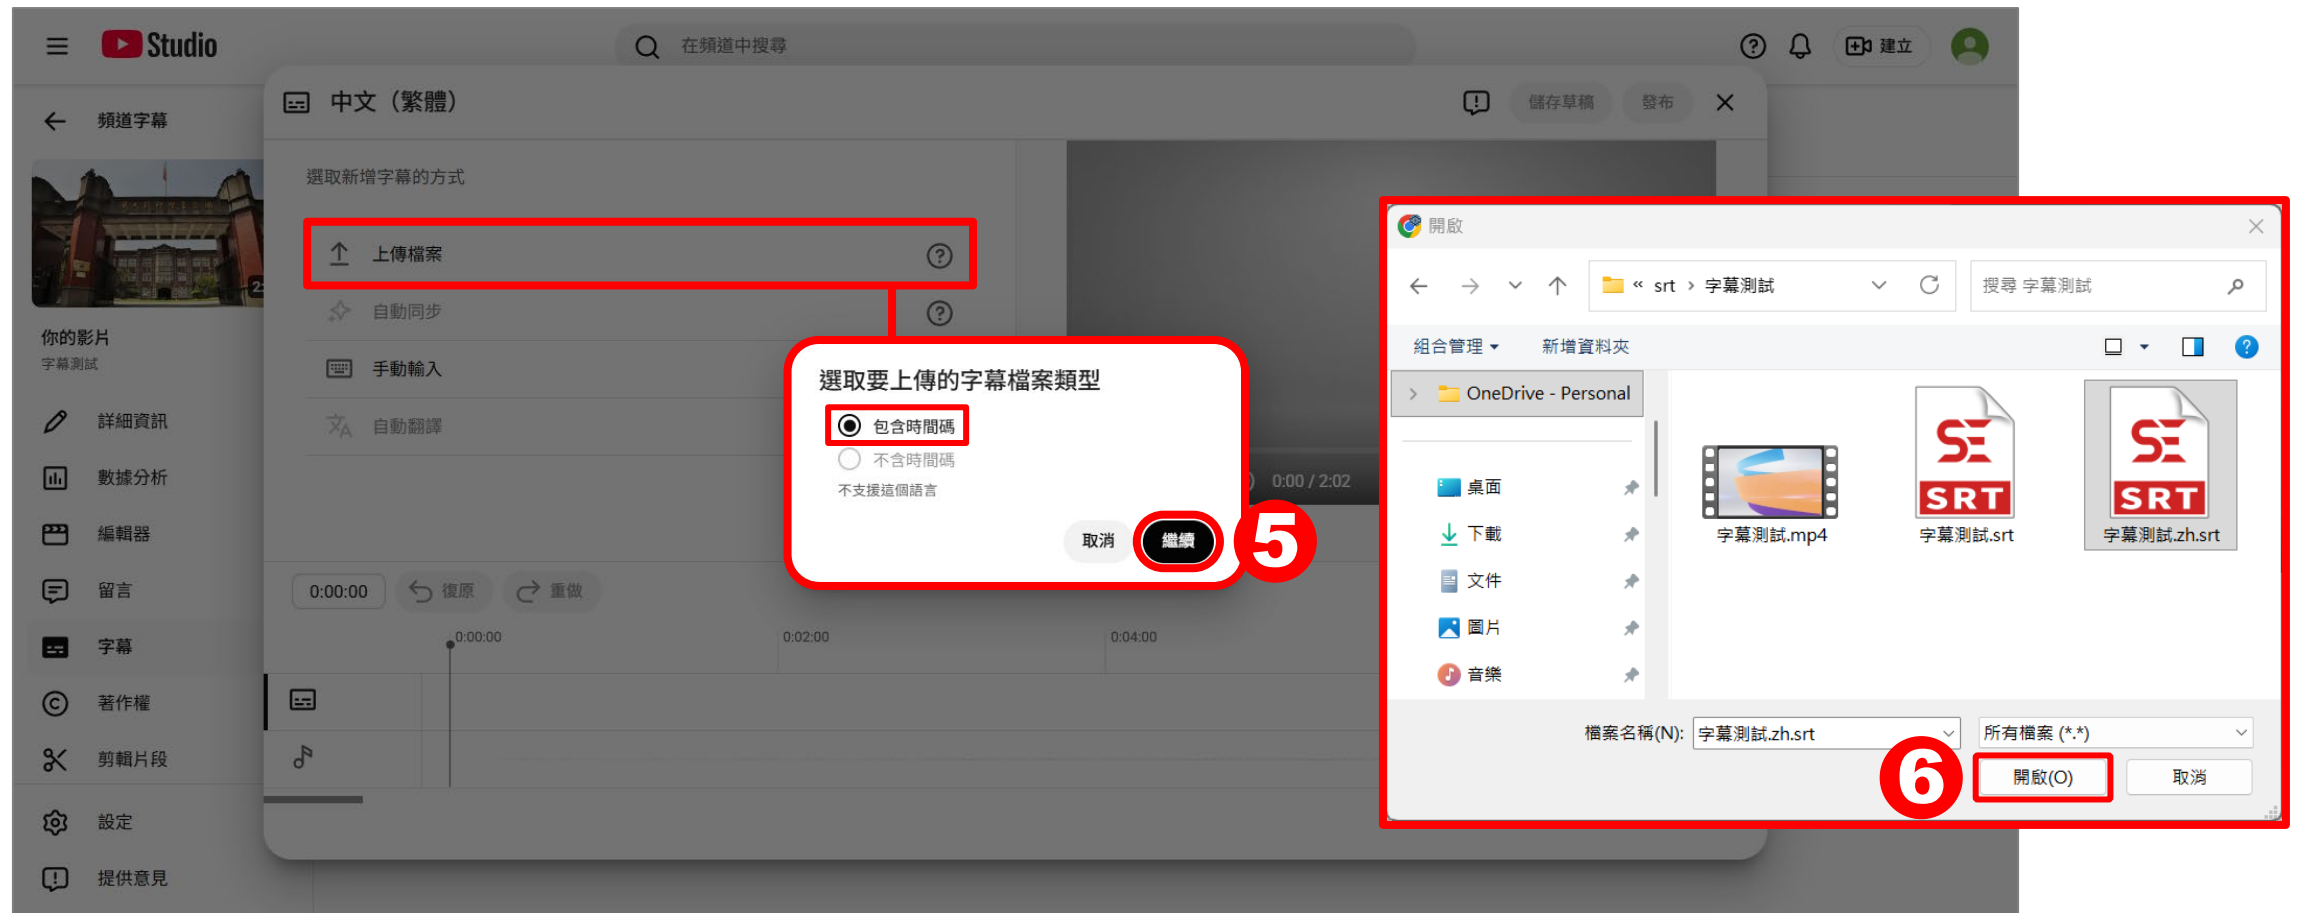 Studio
在頻道中搜尋
建立
頻道字幕
你的影片
字幕測試
詳細資訊
數據分析
編輯器
留言
字幕
著作權
剪輯片段
設定
提供意見
中文（繁體）
儲存草稿
發布
選取新增字幕的方式
上傳檔案
自動同步
手動輸入
自動翻譯
0:00 / 2:02
選取要上傳的字幕檔案類型
包含時間碼
不含時間碼
不支援這個語言
取消
繼續
5
0:00:00
復原
重做
0:00:00
0:02:00
0:04:00
開啟
« srt › 字幕測試
搜尋 字幕測試
組合管理
新增資料夾
OneDrive - Personal
桌面
下載
文件
圖片
音樂
字幕測試.mp4
SE
SRT
字幕測試.srt
SE
SRT
字幕測試.zh.srt
檔案名稱(N):
字幕測試.zh.srt
所有檔案 (*.*)
6
開啟(O)
取消